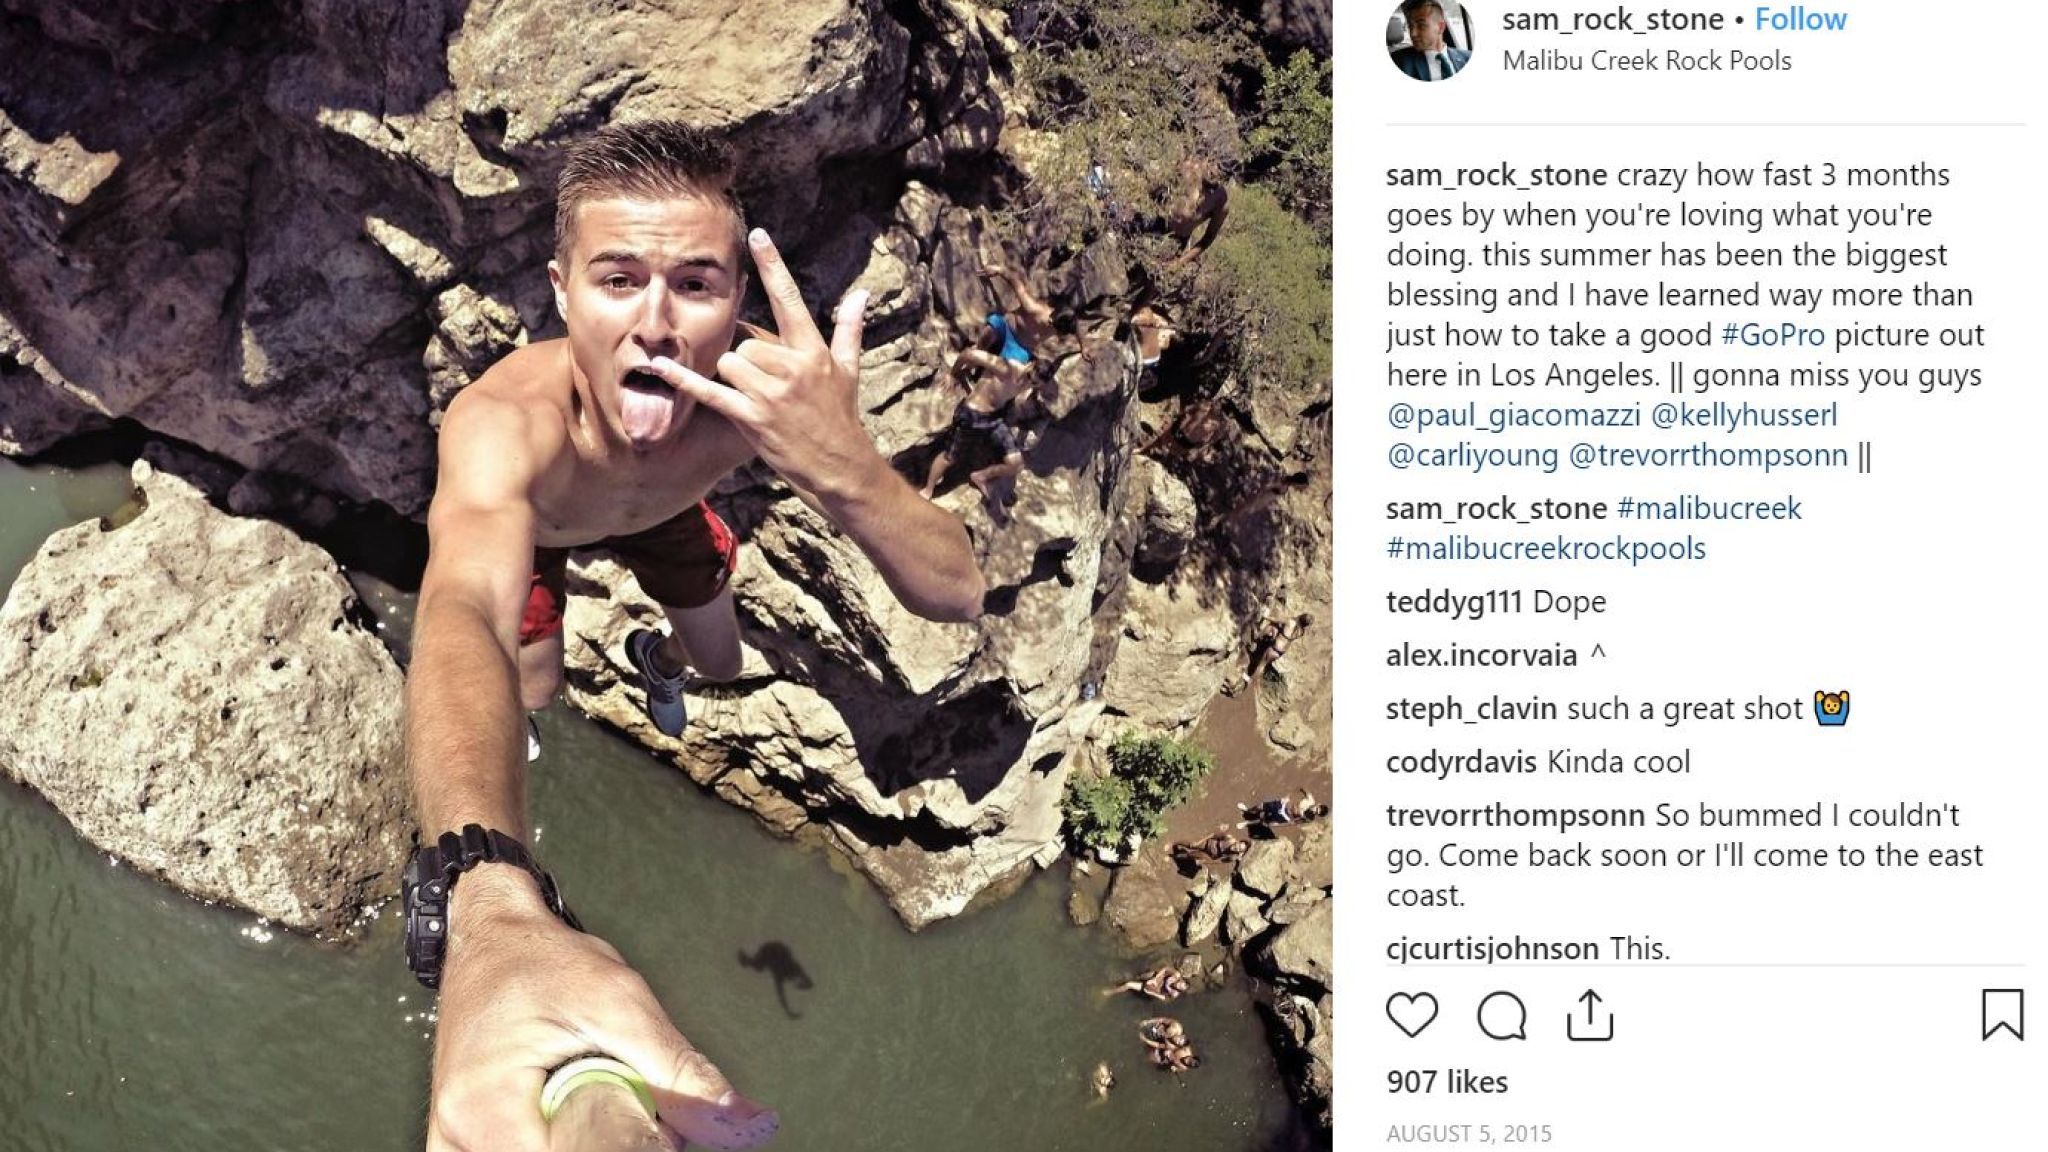 sam_rock_stone • Follow
Malibu Creek Rock Pools
sam_rock_stone crazy how fast 3 months
goes by when you're loving what you're
doing. this summer has been the biggest
blessing and I have learned way more than
just how to take a good #GoPro picture out
here in Los Angeles. || gonna miss you guys
@paul_giacomazzi @kellyhusserl
@carliyoung @trevorrthompsonn ||
sam_rock_stone #malibucreek
#malibucreekrockpools
teddyg111 Dope
alex.incorvaia ^
steph_clavin such a great shot 🙆‍♂️
codyrdavis Kinda cool
trevorrthompsonn So bummed I couldn't
go. Come back soon or I'll come to the east
coast.
cjcurtisjohnson This.
907 likes
AUGUST 5, 2015